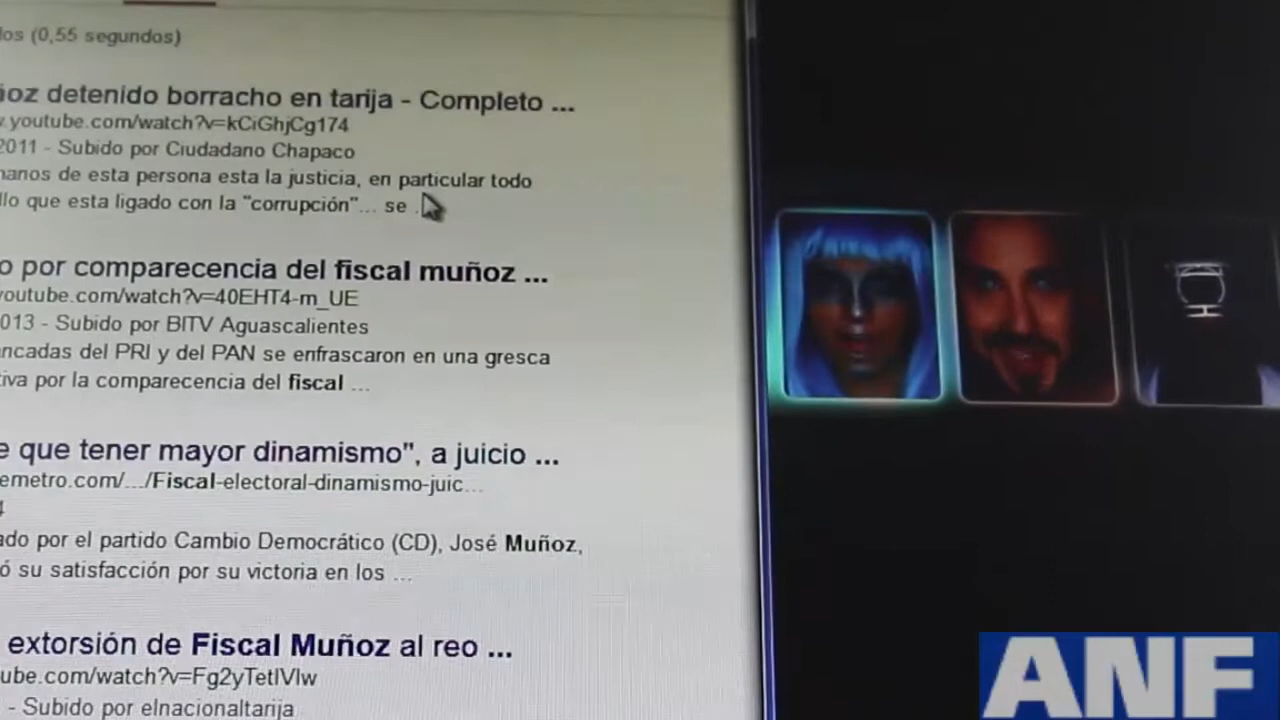 los (0,55 segundos)
ñoz detenido borracho en tarija - Completo ...
.youtube.com/watch?v=kCiGhjCg174
2011 - Subido por Ciudadano Chapaco
manos de esta persona esta la justicia, en particular todo
llo que esta ligado con la "corrupción"... se .
o por comparecencia del fiscal muñoz ...
youtube.com/watch?v=40EHT4-m_UE
013 - Subido por BITV Aguascalientes
ncadas del PRI y del PAN se enfrascaron en una gresca
tiva por la comparecencia del fiscal ...
e que tener mayor dinamismo", a juicio ...
emetro.com/.../Fiscal-electoral-dinamismo-juic...
4
ado por el partido Cambio Democrático (CD), José Muñoz,
ó su satisfacción por su victoria en los ...
extorsión de Fiscal Muñoz al reo ...
ube.com/watch?v=Fg2yTetIVIw
- Subido por elnacionaltarija
ANF